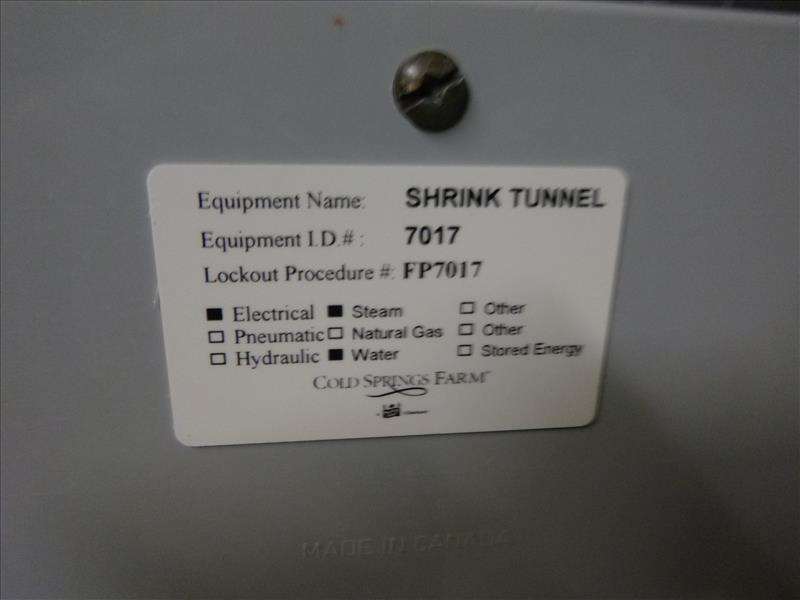 Equipment Name: SHRINK TUNNEL
Equipment I.D.# : 7017
Lockout Procedure #: FP7017
■ Electrical ■ Steam □ Other
□ Pneumatic □ Natural Gas □ Other
□ Hydraulic ■ Water □ Stored Energy
COLD SPRINGS FARM
MADE IN CANADA